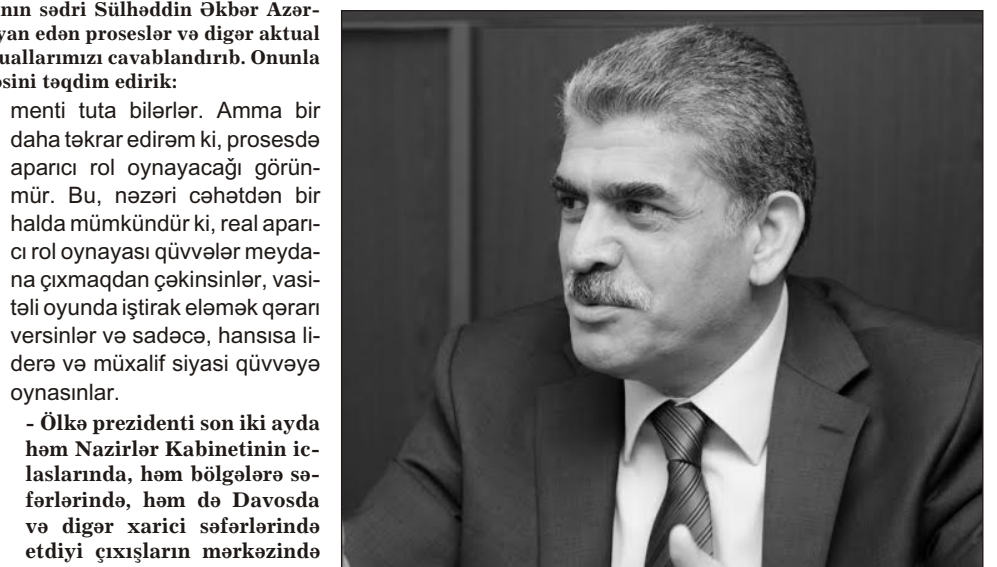 nın sədri Sülhəddin Əkbər Azər-
yan edən proseslər və digər aktual
uallarımızı cavablandırıb. Onunla
sini təqdim edirik:
menti tuta bilərlər. Amma bir
daha təkrar edirəm ki, prosesdə
aparıcı rol oynayacağı görün-
mür. Bu, nəzəri cəhətdən bir
halda mümkündür ki, real aparı-
cı rol oynayası qüvvələr meyda-
na çıxmaqdan çəkinsinlər, vasi-
təli oyunda iştirak eləmək qərarı
versinlər və sadəcə, hansısa li-
derə və müxalif siyasi qüvvəyə
oynasınlar.
- Ölkə prezidenti son iki ayda
həm Nazirlər Kabinetinin ic-
laslarında, həm bölgələrə sə-
fərlərində, həm də Davosda
və digər xarici səfərlərində
etdiyi çıxışların mərkəzində